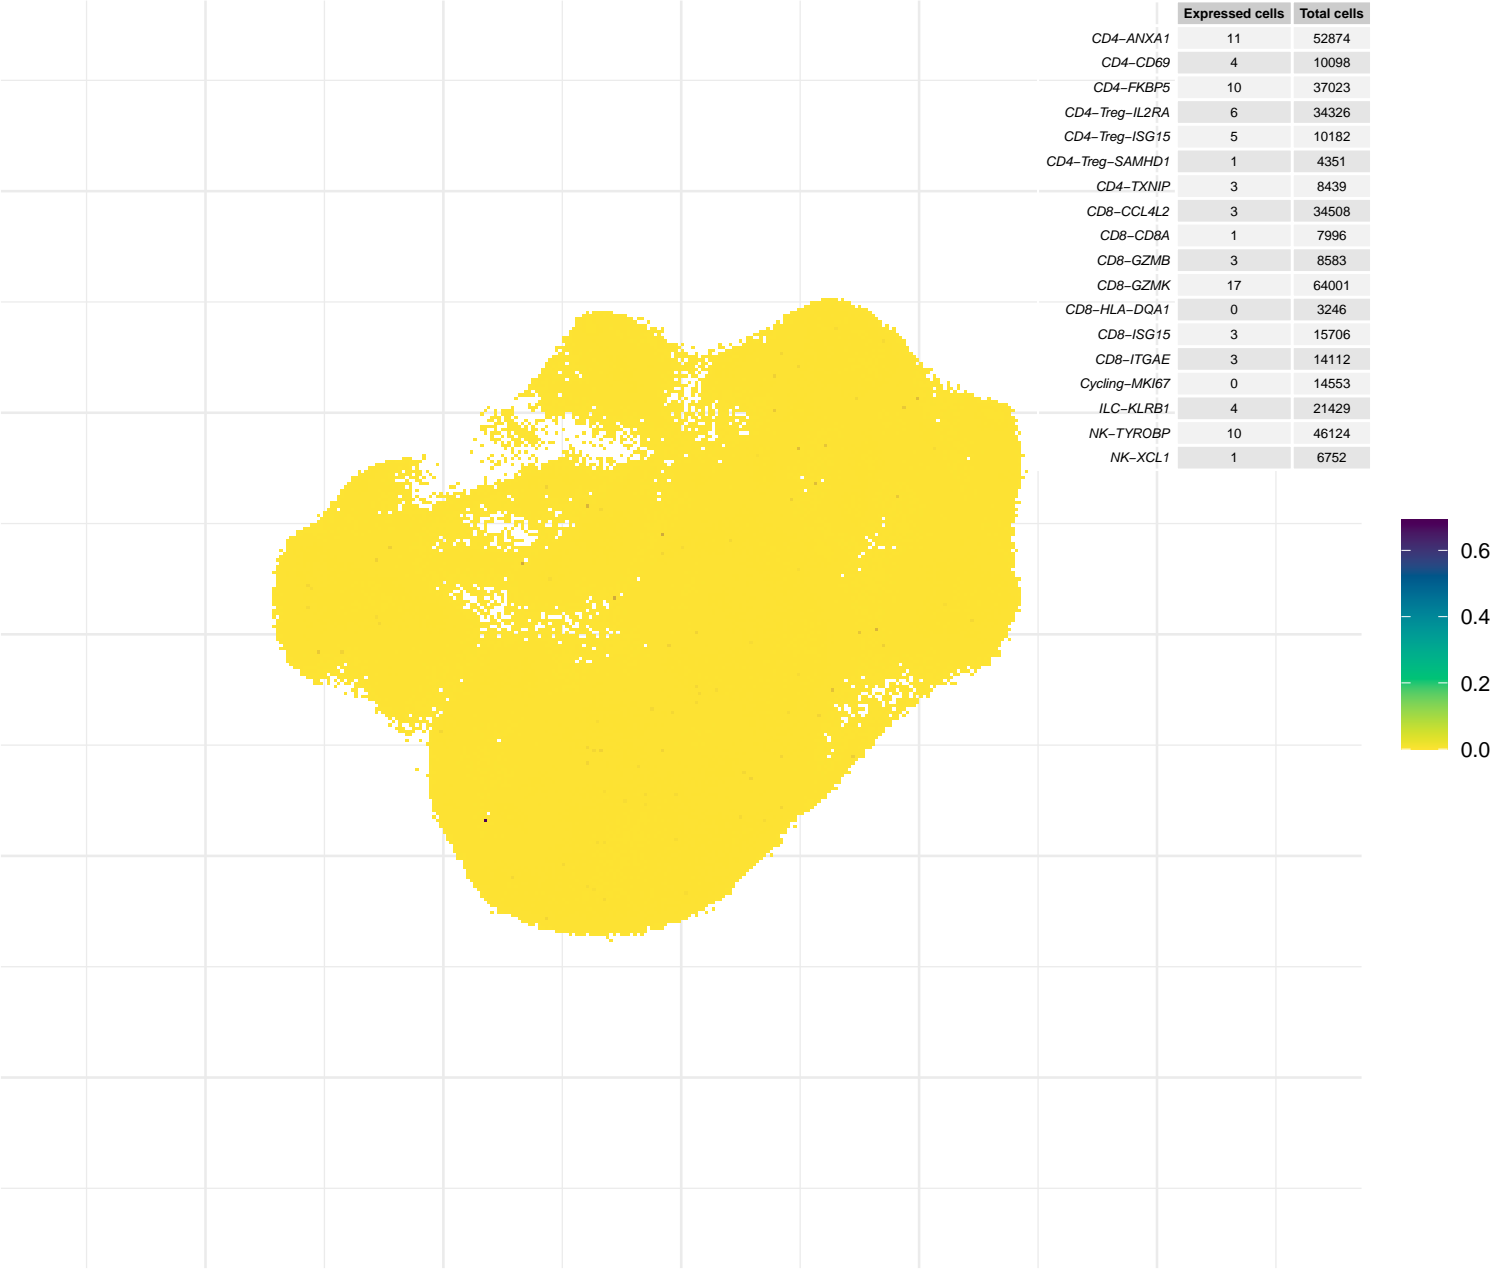 Expressed cells Total cells
CD4−ANXA1 11 52874
CD4−CD69 4 10098
CD4−FKBP5 10 37023
CD4−Treg−IL2RA 6 34326
CD4−Treg−ISG15 5 10182
CD4−Treg−SAMHD1 1 4351
CD4−TXNIP 3 8439
CD8−CCL4L2 3 34508
CD8−CD8A 1 7996
CD8−GZMB 3 8583
CD8−GZMK 17 64001
CD8−HLA−DQA1 0 3246
CD8−ISG15 3 15706
CD8−ITGAE 3 14112
Cycling−MKI67 0 14553
ILC−KLRB1 4 21429
NK−TYROBP 10 46124
NK−XCL1 1 6752
0.6
0.4
0.2
0.0